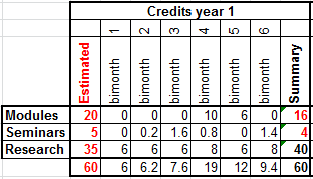 Credits year 1
Estimated bimonth 1 bimonth 2 bimonth 3 bimonth 4 bimonth 5 bimonth 6 Summary
Modules 20 0 0 0 10 6 0 16
Seminars 5 0 0.2 1.6 0.8 0 1.4 4
Research 35 6 6 6 8 6 8 40
60 6 6.2 7.6 19 12 9.4 60